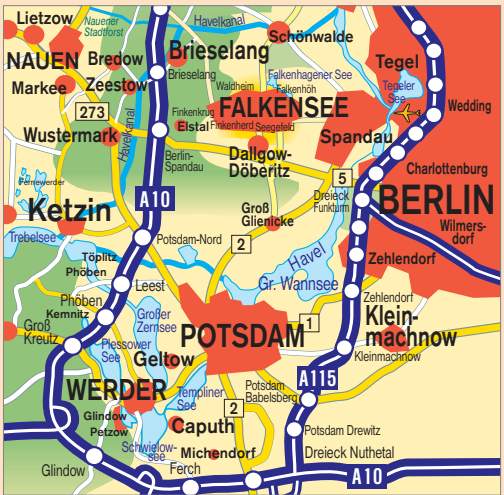 Lietzow
Nauener
Stadtforst
Havelkanal
Schönwalde
NAUEN
Bredow
Brieselang
Tegel
Markee
Zeestow
Brieselang
Waldheim
Falkenhagener See
Falkenhöh
Tegeler
See
273
Havelkanal
Finkenkrug
FALKENSEE
Wedding
Wustermark
Elstal
Finkenherd
Seegefeld
Spandau
Berlin-
Spandau
Dallgow-
Döberitz
Charlottenburg
Fernewerder
A10
5
Dreieck
Funkturm
BERLIN
Ketzin
Groß
Glienicke
Wilmers-
dorf
Trebelsee
Potsdam-Nord
2
Havel
Zehlendorf
Töplitz
Phöben
Leest
Gr. Wannsee
Phöben
Kemnitz
Großer
Zernsee
Zehlendorf
Groß
Kreutz
POTSDAM
1
Klein-
machnow
Plessower
See
Geltow
Kleinmachnow
WERDER
Templiner
See
Potsdam
Babelsberg
A115
Glindow
2
Petzow
Caputh
Potsdam Drewitz
Schwielow-
see
Michendorf
Dreieck Nuthetal
Glindow
Ferch
A10